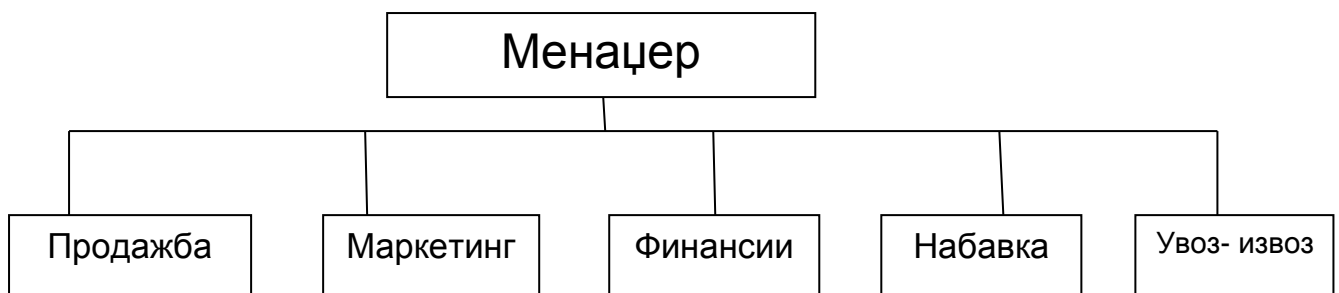 Менаџер
Продажба
Маркетинг
Финансии
Набавка
Увоз- извоз